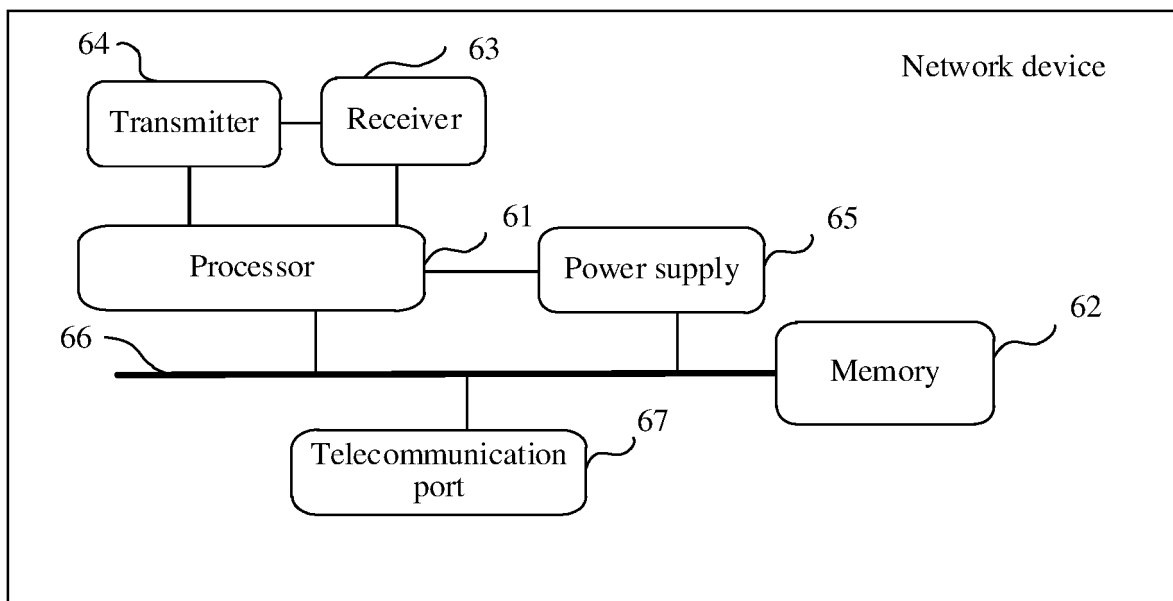 64
63
Network device
Transmitter
Receiver
61
65
Processor
Power supply
66
62
Memory
67
Telecommunication
port